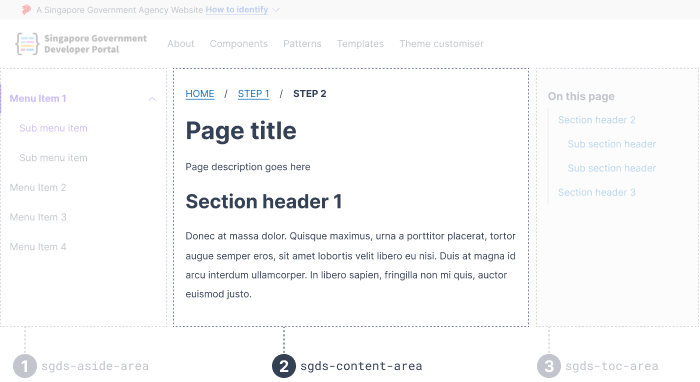 A Singapore Government Agency Website How to identify
Singapore Government
Developer Portal
About Components Patterns Templates Theme customiser
Menu Item 1
Sub menu item
Sub menu item
Menu Item 2
Menu Item 3
Menu Item 4
HOME / STEP 1 / STEP 2
Page title
Page description goes here
Section header 1
Donec at massa dolor. Quisque maximus, urna a porttitor placerat, tortor
augue semper eros, sit amet lobortis velit libero eu nisi. Duis at magna id
arcu interdum ullamcorper. In libero sapien, fringilla non mi quis, auctor
euismod justo.
On this page
Section header 2
Sub section header
Sub section header
Section header 3
1 sgds-aside-area
2 sgds-content-area
3 sgds-toc-area